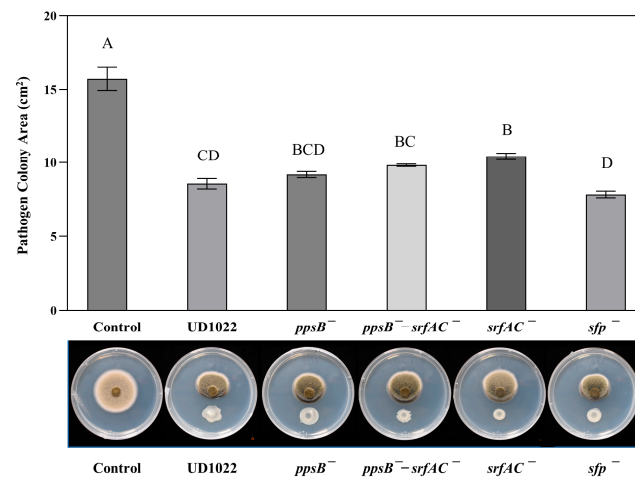 20
A
15
BC
B
BCD
CD
D
10
5
0
Pathogen Colony Area (cm²)
Control UD1022 ppsB⁻ ppsB⁻-srfAC⁻ srfAC⁻ sfp⁻
Control UD1022 ppsB⁻ ppsB⁻-srfAC⁻ srfAC⁻ sfp⁻